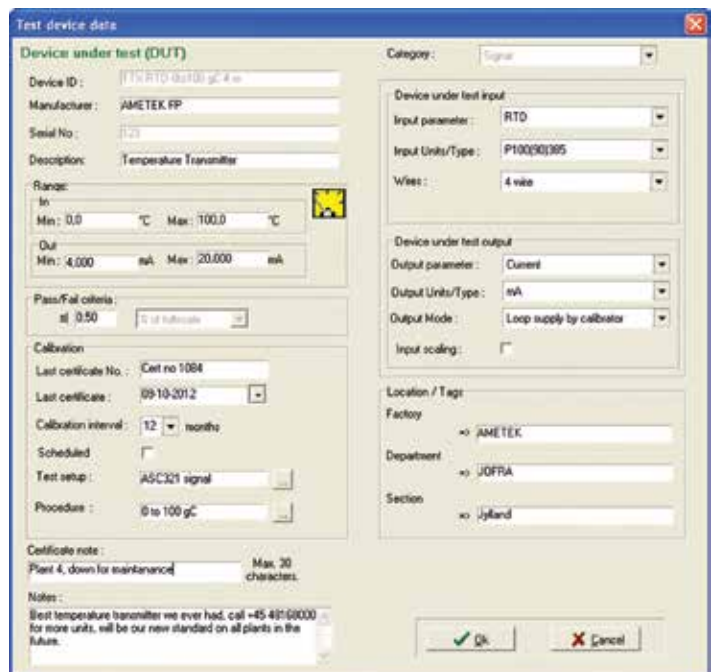 Test device data
Device under test (DUT)
Device ID :
Manufacturer : AMETEK FP
Serial No : 123
Description: Temperature Transmitter
Range:
In
Min : 0,0 °C Max : 100,0 °C
Out
Min : 4,000 mA Max : 20,000 mA
Pass/Fail criteria :
±| 0,50 % of fullscale
Calibration
Last certificate No. : Cert no 1084
Last certificate : 09-10-2012
Calibration interval : 12 months
Scheduled
Test setup : ASC321 signal ...
Procedure : 0 to 100 gC ...
Certificate note :
Plant 4, down for maintanance
Max. 30
characters.
Notes :
Best temperature transmitter we ever had, call +45 48168000
for more units, will be our new standard on all plants in the
future.
Category : Signal
Device under test input
Input parameter : RTD
Input Units/Type : P100(90)385
Wires : 4 wire
Device under test output
Output parameter : Current
Output Units/Type : mA
Output Mode : Loop supply by calibrator
Input scaling :
Location / Tags
Factory
=> AMETEK
Department
=> JOFRA
Section
=> Jylland
Ok
Cancel